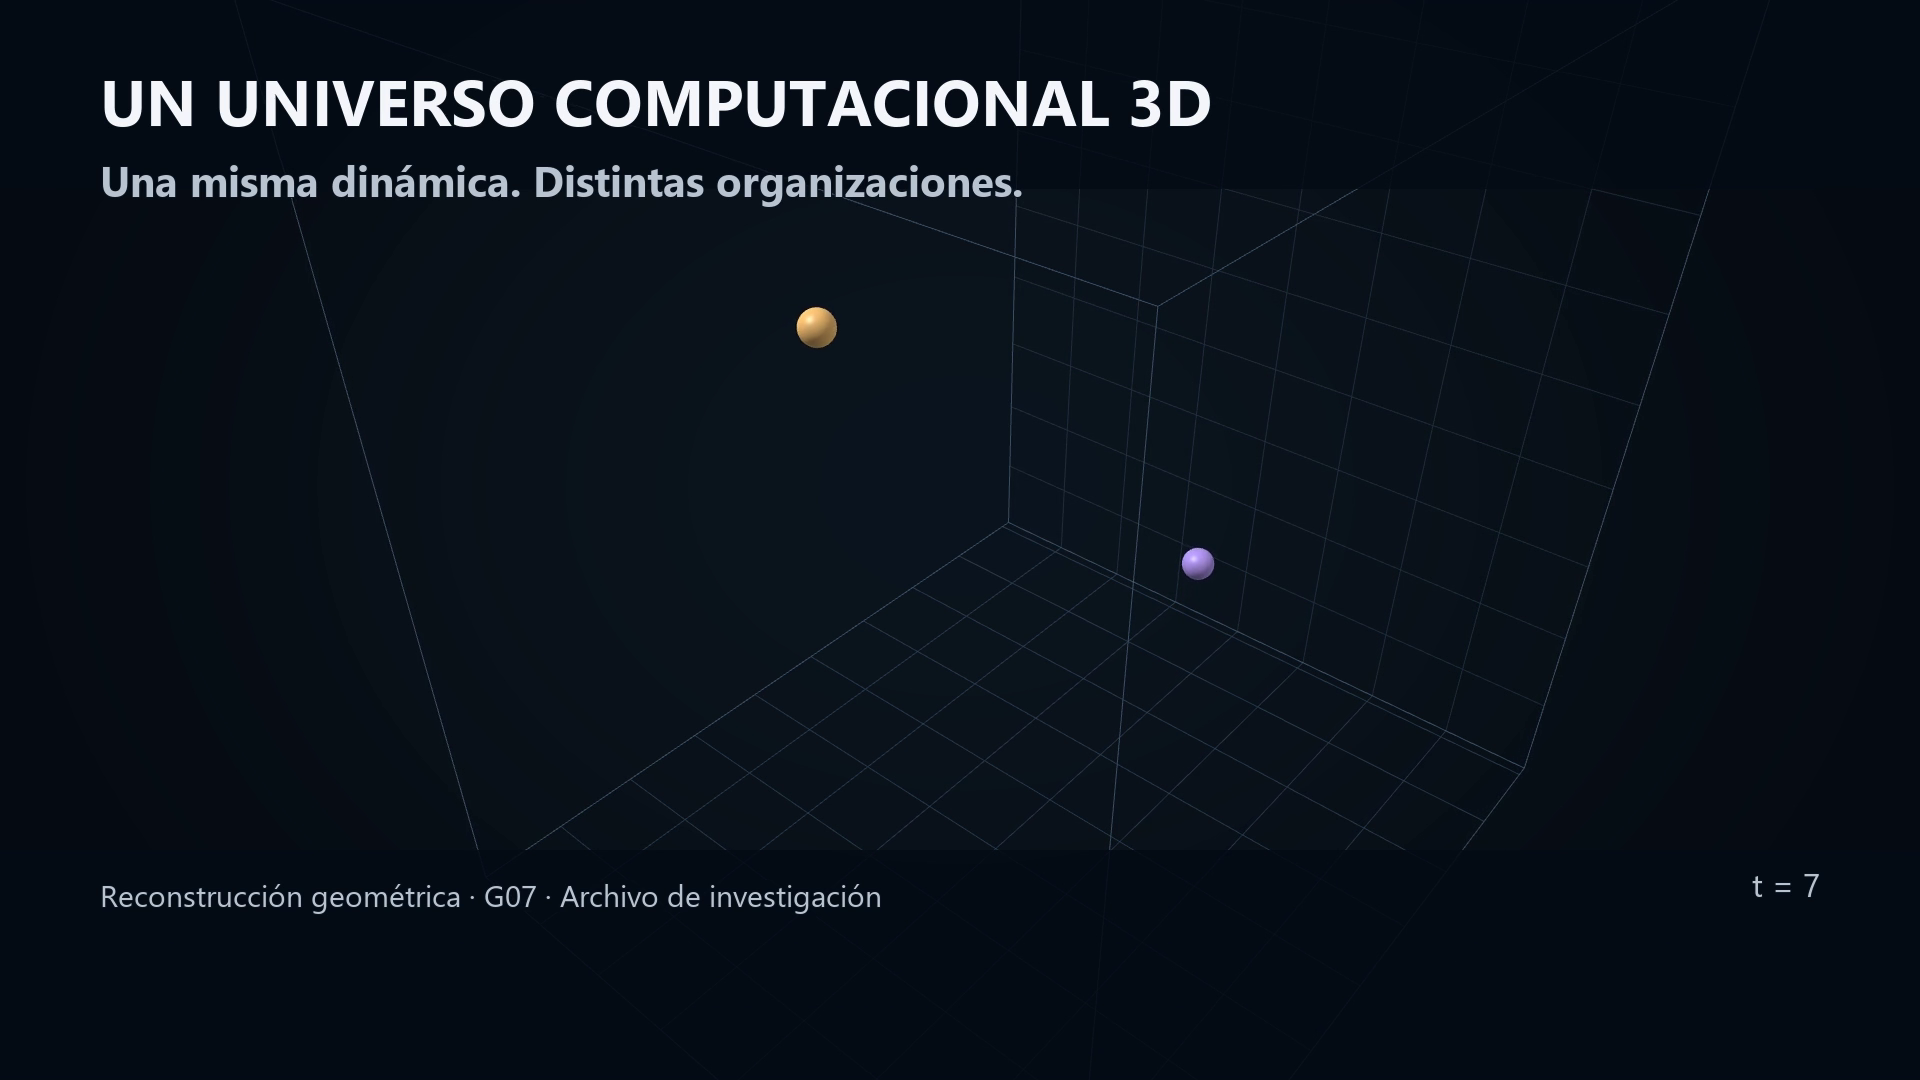 UN UNIVERSO COMPUTACIONAL 3D
Una misma dinámica. Distintas organizaciones.
Reconstrucción geométrica · G07 · Archivo de investigación
t = 7